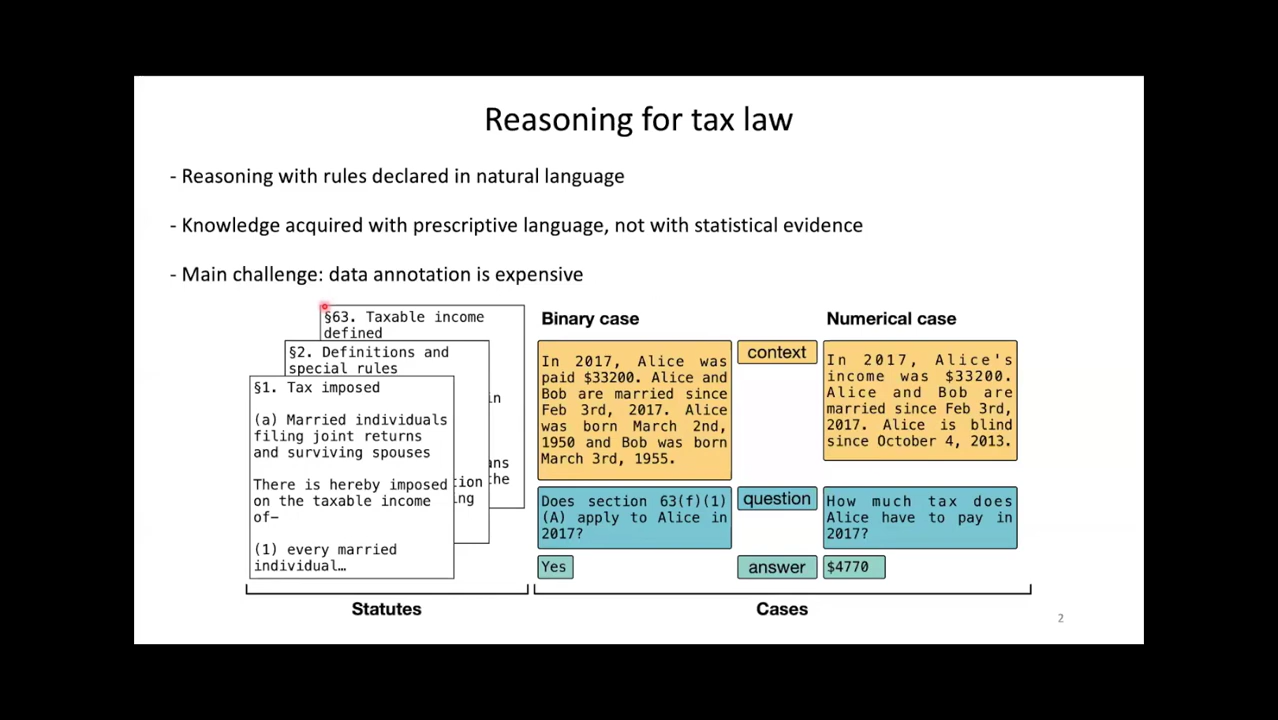 Reasoning for tax law
- Reasoning with rules declared in natural language
- Knowledge acquired with prescriptive language, not with statistical evidence
- Main challenge: data annotation is expensive
§63. Taxable income
defined
§2. Definitions and
special rules
in
ans
the
§1. Tax imposed
(a) Married individuals
filing joint returns
and surviving spouses
There is hereby imposed
on the taxable income
of—
(1) every married
individual…
tion
ing
Statutes
Binary case
In 2017, Alice was
paid $33200. Alice and
Bob are married since
Feb 3rd, 2017. Alice
was born March 2nd,
1950 and Bob was born
March 3rd, 1955.
Does section 63(f)(1)
(A) apply to Alice in
2017?
Yes
context
question
answer
Numerical case
In 2017, Alice's
income was $33200.
Alice and Bob are
married since Feb 3rd,
2017. Alice is blind
since October 4, 2013.
How much tax does
Alice have to pay in
2017?
$4770
Cases
2